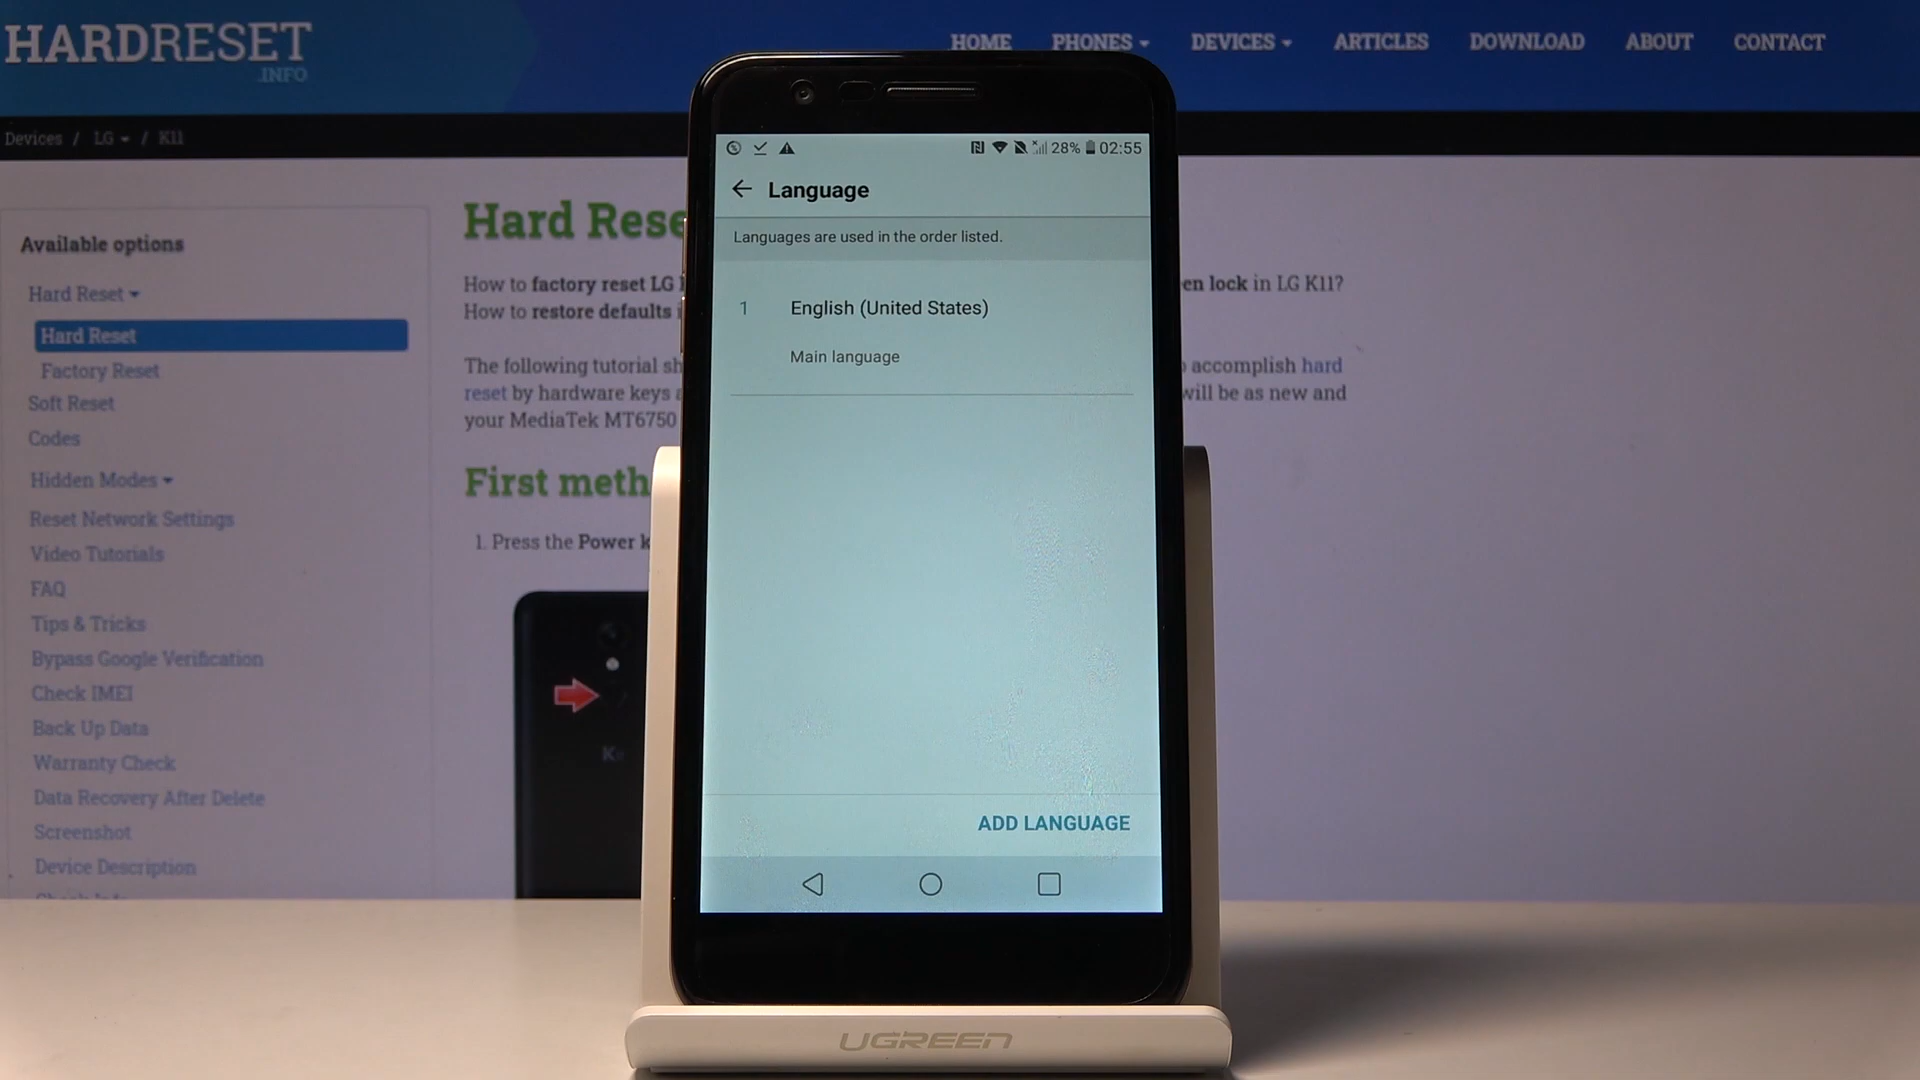 HARDRESET
.INFO
HOME PHONES DEVICES ARTICLES DOWNLOAD ABOUT CONTACT
Devices / LG / K11
Available options
Hard Reset
Hard Reset
Factory Reset
Soft Reset
Codes
Hidden Modes
Reset Network Settings
Video Tutorials
FAQ
Tips & Tricks
Bypass Google Verification
Check IMEI
Back Up Data
Warranty Check
Data Recovery After Delete
Screenshot
Device Description
Hard Rese
How to factory reset LG
en lock in LG K11?
How to restore defaults
The following tutorial sh
accomplish hard
reset by hardware keys
will be as new and
your MediaTek MT6750
First meth
1. Press the Power k
28% 02:55
Language
Languages are used in the order listed.
1 English (United States)
Main language
ADD LANGUAGE
UGREEN